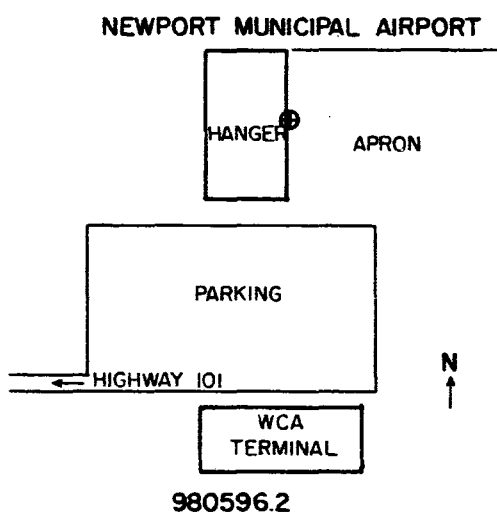 NEWPORT MUNICIPAL AIRPORT
HANGER
APRON
PARKING
N
HIGHWAY 101
WCA
TERMINAL
980596.2